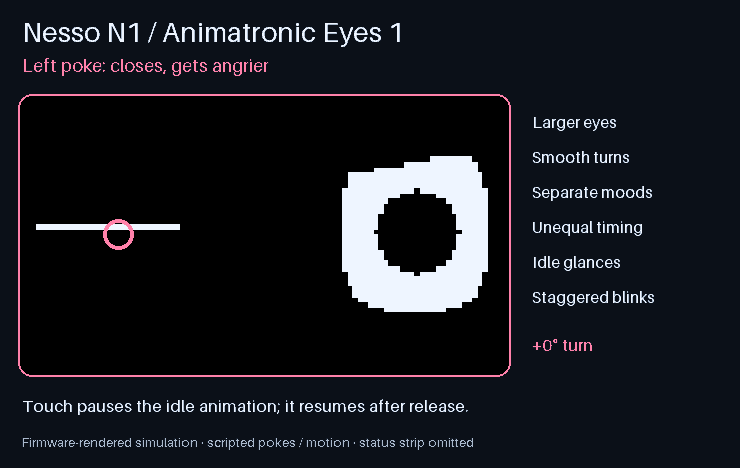 Nesso N1 / Animatronic Eyes 1
Left poke: closes, gets angrier
Larger eyes
Smooth turns
Separate moods
Unequal timing
Idle glances
Staggered blinks
+0° turn
Touch pauses the idle animation; it resumes after release.
Firmware-rendered simulation · scripted pokes / motion · status strip omitted